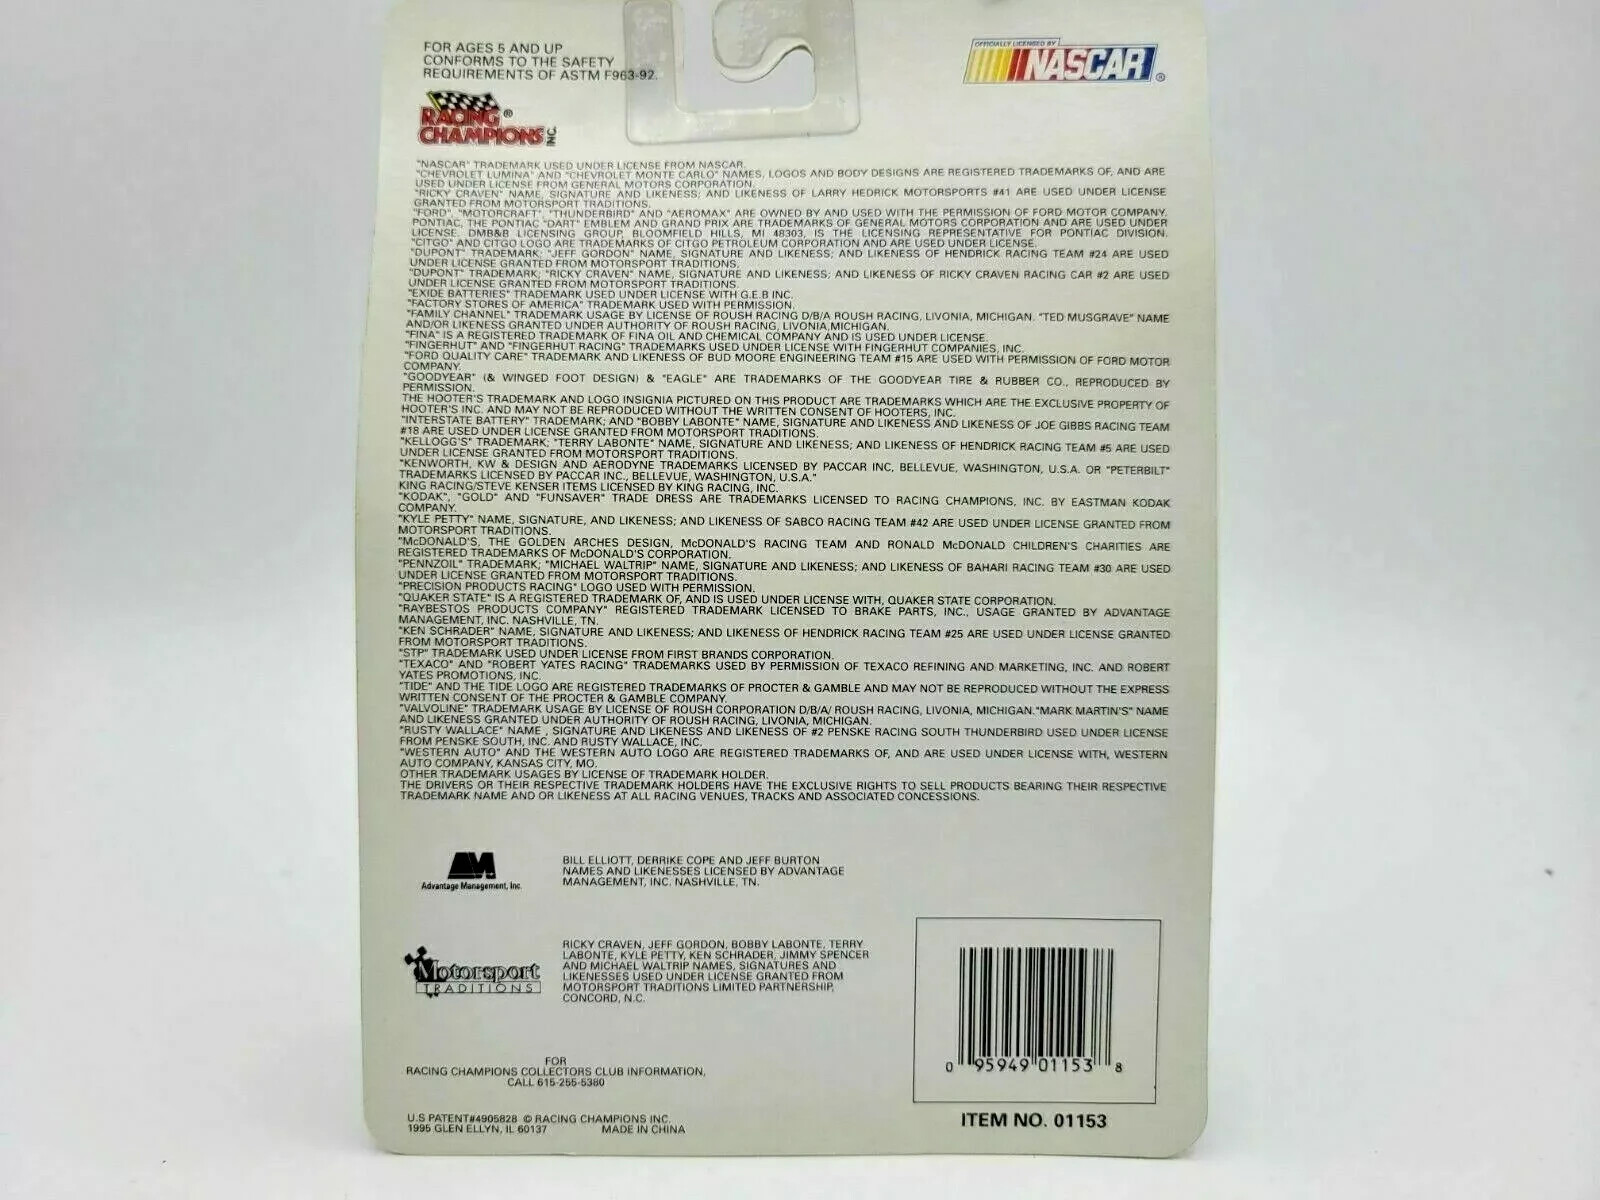 FOR AGES 5 AND UP
CONFORMS TO THE SAFETY
REQUIREMENTS OF ASTM F963-92.
OFFICIALLY LICENSED BY
NASCAR®
RACING®
CHAMPIONS INC.
"NASCAR" TRADEMARK USED UNDER LICENSE FROM NASCAR.
"CHEVROLET LUMINA" AND "CHEVROLET MONTE CARLO" NAMES, LOGOS AND BODY DESIGNS ARE REGISTERED TRADEMARKS OF, AND ARE
USED UNDER LICENSE FROM GENERAL MOTORS CORPORATION.
"RICKY CRAVEN" NAME, SIGNATURE AND LIKENESS; AND LIKENESS OF LARRY HEDRICK MOTORSPORTS #41 ARE USED UNDER LICENSE
GRANTED FROM MOTORSPORT TRADITIONS.
"FORD", "MOTORCRAFT", "THUNDERBIRD" AND "AEROMAX" ARE OWNED BY AND USED WITH THE PERMISSION OF FORD MOTOR COMPANY.
PONTIAC, THE PONTIAC "DART" EMBLEM AND GRAND PRIX ARE TRADEMARKS OF GENERAL MOTORS CORPORATION AND ARE USED UNDER
LICENSE. DMB&B LICENSING GROUP, BLOOMFIELD HILLS, MI 48303, IS THE LICENSING REPRESENTATIVE FOR PONTIAC DIVISION.
"CITGO" AND CITGO LOGO ARE TRADEMARKS OF CITGO PETROLEUM CORPORATION AND ARE USED UNDER LICENSE.
"DUPONT" TRADEMARK; "JEFF GORDON" NAME, SIGNATURE AND LIKENESS; AND LIKENESS OF HENDRICK RACING TEAM #24 ARE USED
UNDER LICENSE GRANTED FROM MOTORSPORT TRADITIONS.
"DUPONT" TRADEMARK; "RICKY CRAVEN" NAME, SIGNATURE AND LIKENESS; AND LIKENESS OF RICKY CRAVEN RACING CAR #2 ARE USED
UNDER LICENSE GRANTED FROM MOTORSPORT TRADITIONS.
"EXIDE BATTERIES" TRADEMARK USED UNDER LICENSE WITH G.E.B INC.
"FACTORY STORES OF AMERICA" TRADEMARK USED WITH PERMISSION.
"FAMILY CHANNEL" TRADEMARK USAGE BY LICENSE OF ROUSH RACING D/B/A ROUSH RACING, LIVONIA, MICHIGAN. "TED MUSGRAVE" NAME
AND/OR LIKENESS GRANTED UNDER AUTHORITY OF ROUSH RACING, LIVONIA,MICHIGAN.
"FINA" IS A REGISTERED TRADEMARK OF FINA OIL AND CHEMICAL COMPANY AND IS USED UNDER LICENSE.
"FINGERHUT" AND "FINGERHUT RACING" TRADEMARKS USED UNDER LICENSE WITH FINGERHUT COMPANIES, INC.
"FORD QUALITY CARE" TRADEMARK AND LIKENESS OF BUD MOORE ENGINEERING TEAM #15 ARE USED WITH PERMISSION OF FORD MOTOR
COMPANY.
"GOODYEAR" (& WINGED FOOT DESIGN) & "EAGLE" ARE TRADEMARKS OF THE GOODYEAR TIRE & RUBBER CO., REPRODUCED BY
PERMISSION.
THE HOOTER'S TRADEMARK AND LOGO INSIGNIA PICTURED ON THIS PRODUCT ARE TRADEMARKS WHICH ARE THE EXCLUSIVE PROPERTY OF
HOOTER'S INC. AND MAY NOT BE REPRODUCED WITHOUT THE WRITTEN CONSENT OF HOOTERS, INC.
"INTERSTATE BATTERY" TRADEMARK; AND "BOBBY LABONTE" NAME, SIGNATURE AND LIKENESS AND LIKENESS OF JOE GIBBS RACING TEAM
#18 ARE USED UNDER LICENSE GRANTED FROM MOTORSPORT TRADITIONS.
"KELLOGG'S" TRADEMARK; "TERRY LABONTE" NAME, SIGNATURE AND LIKENESS; AND LIKENESS OF HENDRICK RACING TEAM #5 ARE USED
UNDER LICENSE GRANTED FROM MOTORSPORT TRADITIONS.
"KENWORTH, KW & DESIGN AND AERODYNE TRADEMARKS LICENSED BY PACCAR INC, BELLEVUE, WASHINGTON, U.S.A. OR "PETERBILT"
TRADEMARKS LICENSED BY PACCAR INC., BELLEVUE, WASHINGTON, U.S.A."
KING RACING/STEVE KENSER ITEMS LICENSED BY KING RACING, INC.
"KODAK", "GOLD" AND "FUNSAVER" TRADE DRESS ARE TRADEMARKS LICENSED TO RACING CHAMPIONS, INC. BY EASTMAN KODAK
COMPANY.
"KYLE PETTY" NAME, SIGNATURE, AND LIKENESS; AND LIKENESS OF SABCO RACING TEAM #42 ARE USED UNDER LICENSE GRANTED FROM
MOTORSPORT TRADITIONS.
"McDONALD'S, THE GOLDEN ARCHES DESIGN, McDONALD'S RACING TEAM AND RONALD McDONALD CHILDREN'S CHARITIES ARE
REGISTERED TRADEMARKS OF McDONALD'S CORPORATION.
"PENNZOIL" TRADEMARK; "MICHAEL WALTRIP" NAME, SIGNATURE AND LIKENESS; AND LIKENESS OF BAHARI RACING TEAM #30 ARE USED
UNDER LICENSE GRANTED FROM MOTORSPORT TRADITIONS.
"PRECISION PRODUCTS RACING" LOGO USED WITH PERMISSION.
"QUAKER STATE" IS A REGISTERED TRADEMARK OF, AND IS USED UNDER LICENSE WITH, QUAKER STATE CORPORATION.
"RAYBESTOS PRODUCTS COMPANY" REGISTERED TRADEMARK LICENSED TO BRAKE PARTS, INC., USAGE GRANTED BY ADVANTAGE
MANAGEMENT, INC. NASHVILLE, TN.
"KEN SCHRADER" NAME, SIGNATURE AND LIKENESS; AND LIKENESS OF HENDRICK RACING TEAM #25 ARE USED UNDER LICENSE GRANTED
FROM MOTORSPORT TRADITIONS.
"STP" TRADEMARK USED UNDER LICENSE FROM FIRST BRANDS CORPORATION.
"TEXACO" AND "ROBERT YATES RACING" TRADEMARKS USED BY PERMISSION OF TEXACO REFINING AND MARKETING, INC. AND ROBERT
YATES PROMOTIONS, INC.
"TIDE" AND THE TIDE LOGO ARE REGISTERED TRADEMARKS OF PROCTER & GAMBLE AND MAY NOT BE REPRODUCED WITHOUT THE EXPRESS
WRITTEN CONSENT OF THE PROCTER & GAMBLE COMPANY.
"VALVOLINE" TRADEMARK USAGE BY LICENSE OF ROUSH CORPORATION D/B/A/ ROUSH RACING, LIVONIA, MICHIGAN."MARK MARTIN'S" NAME
AND LIKENESS GRANTED UNDER AUTHORITY OF ROUSH RACING, LIVONIA, MICHIGAN.
"RUSTY WALLACE" NAME , SIGNATURE AND LIKENESS AND LIKENESS OF #2 PENSKE RACING SOUTH THUNDERBIRD USED UNDER LICENSE
FROM PENSKE SOUTH, INC. AND RUSTY WALLACE, INC.
"WESTERN AUTO" AND THE WESTERN AUTO LOGO ARE REGISTERED TRADEMARKS OF, AND ARE USED UNDER LICENSE WITH, WESTERN
AUTO COMPANY, KANSAS CITY, MO.
OTHER TRADEMARK USAGES BY LICENSE OF TRADEMARK HOLDER.
THE DRIVERS OR THEIR RESPECTIVE TRADEMARK HOLDERS HAVE THE EXCLUSIVE RIGHTS TO SELL PRODUCTS BEARING THEIR RESPECTIVE
TRADEMARK NAME AND OR LIKENESS AT ALL RACING VENUES, TRACKS AND ASSOCIATED CONCESSIONS.
AM
Advantage Management, Inc.
BILL ELLIOTT, DERRIKE COPE AND JEFF BURTON
NAMES AND LIKENESSES LICENSED BY ADVANTAGE
MANAGEMENT, INC. NASHVILLE, TN.
Motorsport
TRADITIONS
RICKY CRAVEN, JEFF GORDON, BOBBY LABONTE, TERRY
LABONTE, KYLE PETTY, KEN SCHRADER, JIMMY SPENCER
AND MICHAEL WALTRIP NAMES, SIGNATURES AND
LIKENESSES USED UNDER LICENSE GRANTED FROM
MOTORSPORT TRADITIONS LIMITED PARTNERSHIP,
CONCORD, N.C.
0 95949 01153 8
ITEM NO. 01153
FOR
RACING CHAMPIONS COLLECTORS CLUB INFORMATION,
CALL 615-255-5380
U.S PATENT#4905828 © RACING CHAMPIONS INC.
1995 GLEN ELLYN, IL 60137 MADE IN CHINA